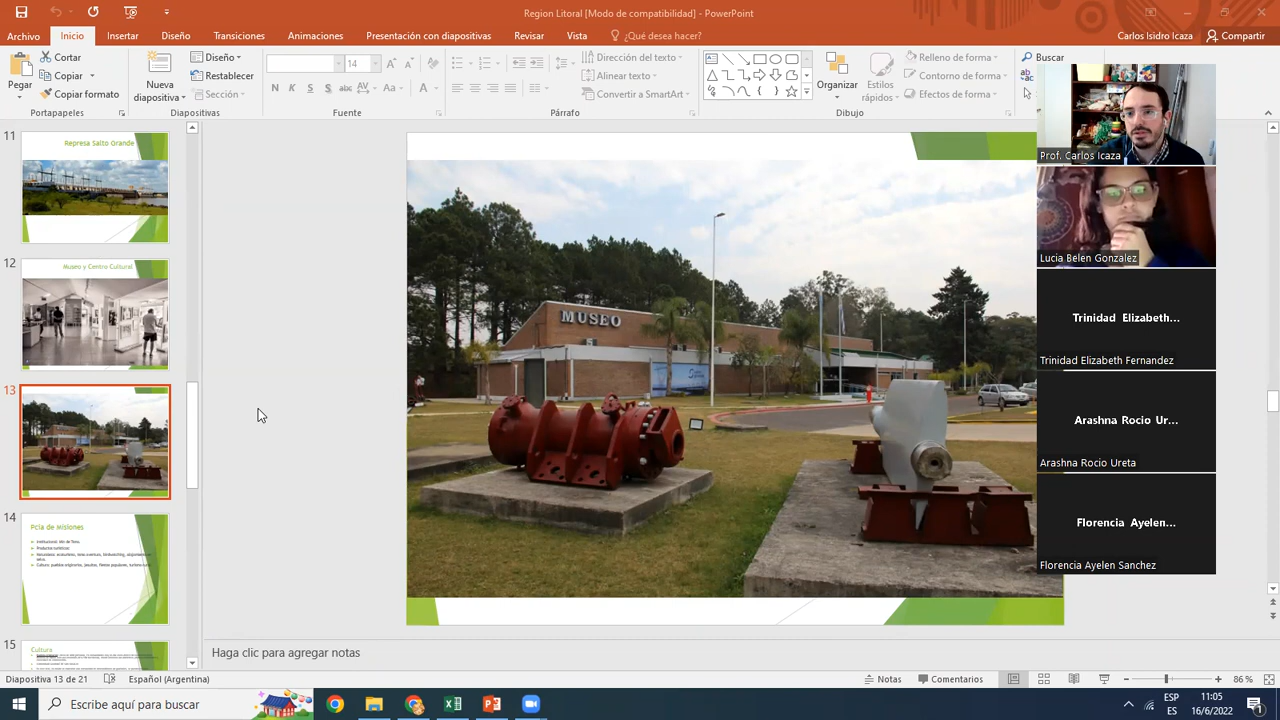 Region Litoral [Modo de compatibilidad] - PowerPoint
Archivo Inicio Insertar Diseño Transiciones Animaciones Presentación con diapositivas Revisar Vista ¿Qué desea hacer? Carlos Isidro Icaza Compartir
Pegar
Cortar
Copiar
Copiar formato
Portapapeles
Nueva diapositiva
Diseño
Restablecer
Sección
Diapositivas
14
N K S S abc AV Aa A
Fuente
Dirección del texto
Alinear texto
Convertir a SmartArt
Párrafo
Organizar
Estilos rápidos
Relleno de forma
Contorno de forma
Efectos de forma
Dibujo
Buscar
11
Represa Salto Grande
12
Museo y Centro Cultural
13
14
Pcia de Misiones
15
Cultura
MUSEO
Prof. Carlos Icaza
Lucia Belen Gonzalez
Trinidad Elizabeth...
Trinidad Elizabeth Fernandez
Arashna Rocio Ur...
Arashna Rocio Ureta
Florencia Ayelen...
Florencia Ayelen Sanchez
Haga clic para agregar notas
Diapositiva 13 de 21 Español (Argentina) Notas Comentarios 86 %
Escribe aquí para buscar
ESP
ES
11:05
16/6/2022